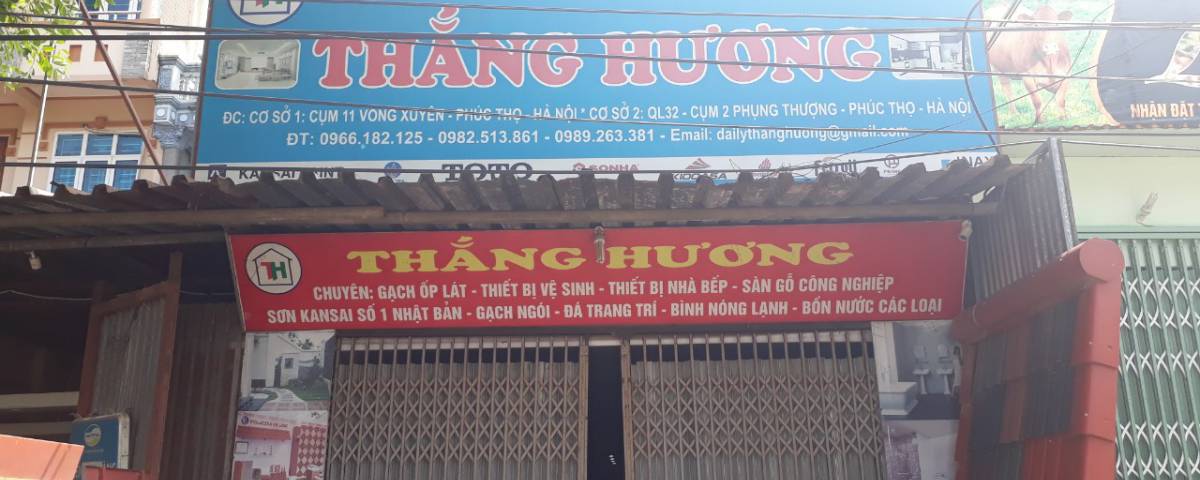 THẮNG HƯƠNG
ĐC: CƠ SỞ 1: CỤM 11 VÕNG XUYÊN - PHÚC THỌ - HÀ NỘI * CƠ SỞ 2: QL32 - CỤM 2 PHỤNG THƯỢNG - PHÚC THỌ - HÀ NỘI
ĐT: 0966.182.125 - 0982.513.861 - 0989.263.381 - Email: dailythanghuong@gmail.com
TOTO SONHA INAX
NHẬN ĐẶT
TH
THẮNG HƯƠNG
CHUYÊN: GẠCH ỐP LÁT - THIẾT BỊ VỆ SINH - THIẾT BỊ NHÀ BẾP - SÀN GỖ CÔNG NGHIỆP
SƠN KANSAI SỐ 1 NHẬT BẢN - GẠCH NGÓI - ĐÁ TRANG TRÍ - BÌNH NÓNG LẠNH - BỒN NƯỚC CÁC LOẠI